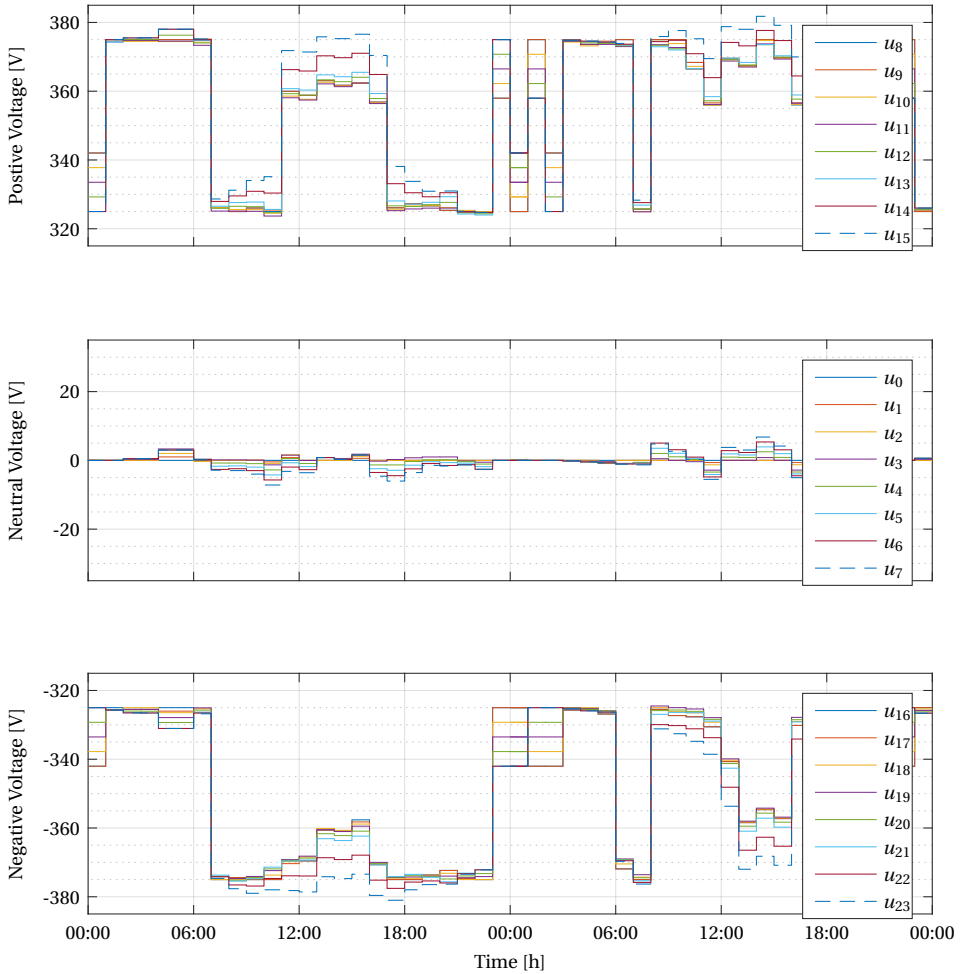 Postive Voltage [V]
380
360
340
320
u8
u9
u10
u11
u12
u13
u14
u15
Neutral Voltage [V]
20
0
-20
u0
u1
u2
u3
u4
u5
u6
u7
Negative Voltage [V]
-320
-340
-360
-380
u16
u17
u18
u19
u20
u21
u22
u23
00:00 06:00 12:00 18:00 00:00 06:00 12:00 18:00 00:00
Time [h]